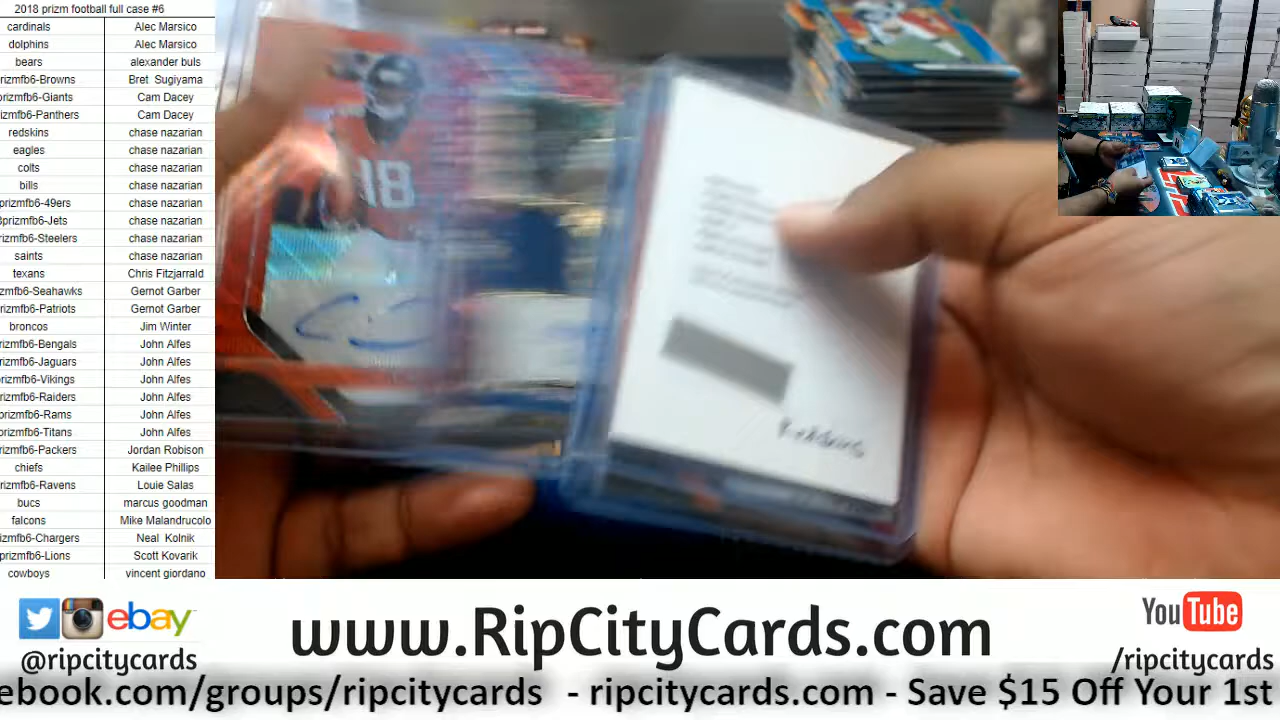 2018 prizm football full case #6
cardinals Alec Marsico
dolphins Alec Marsico
bears alexander buls
rizmfb6-Browns Bret Sugiyama
prizmfb6-Giants Cam Dacey
izmfb6-Panthers Cam Dacey
redskins chase nazarian
eagles chase nazarian
colts chase nazarian
bills chase nazarian
prizmfb6-49ers chase nazarian
8prizmfb6-Jets chase nazarian
rizmfb6-Steelers chase nazarian
saints chase nazarian
texans Chris Fitzjarrald
zmfb6-Seahawks Gernot Garber
rizmfb6-Patriots Gernot Garber
broncos Jim Winter
rizmfb6-Bengals John Alfes
izmfb6-Jaguars John Alfes
rizmfb6-Vikings John Alfes
rizmfb6-Raiders John Alfes
prizmfb6-Rams John Alfes
prizmfb6-Titans John Alfes
izmfb6-Packers Jordan Robison
chiefs Kailee Phillips
rizmfb6-Ravens Louie Salas
bucs marcus goodman
falcons Mike Malandrucolo
izmfb6-Chargers Neal Kolnik
prizmfb6-Lions Scott Kovarik
cowboys vincent giordano
18
ebay
@ripcitycards
www.RipCityCards.com
YouTube
/ripcitycards
ebook.com/groups/ripcitycards - ripcitycards.com - Save $15 Off Your 1st